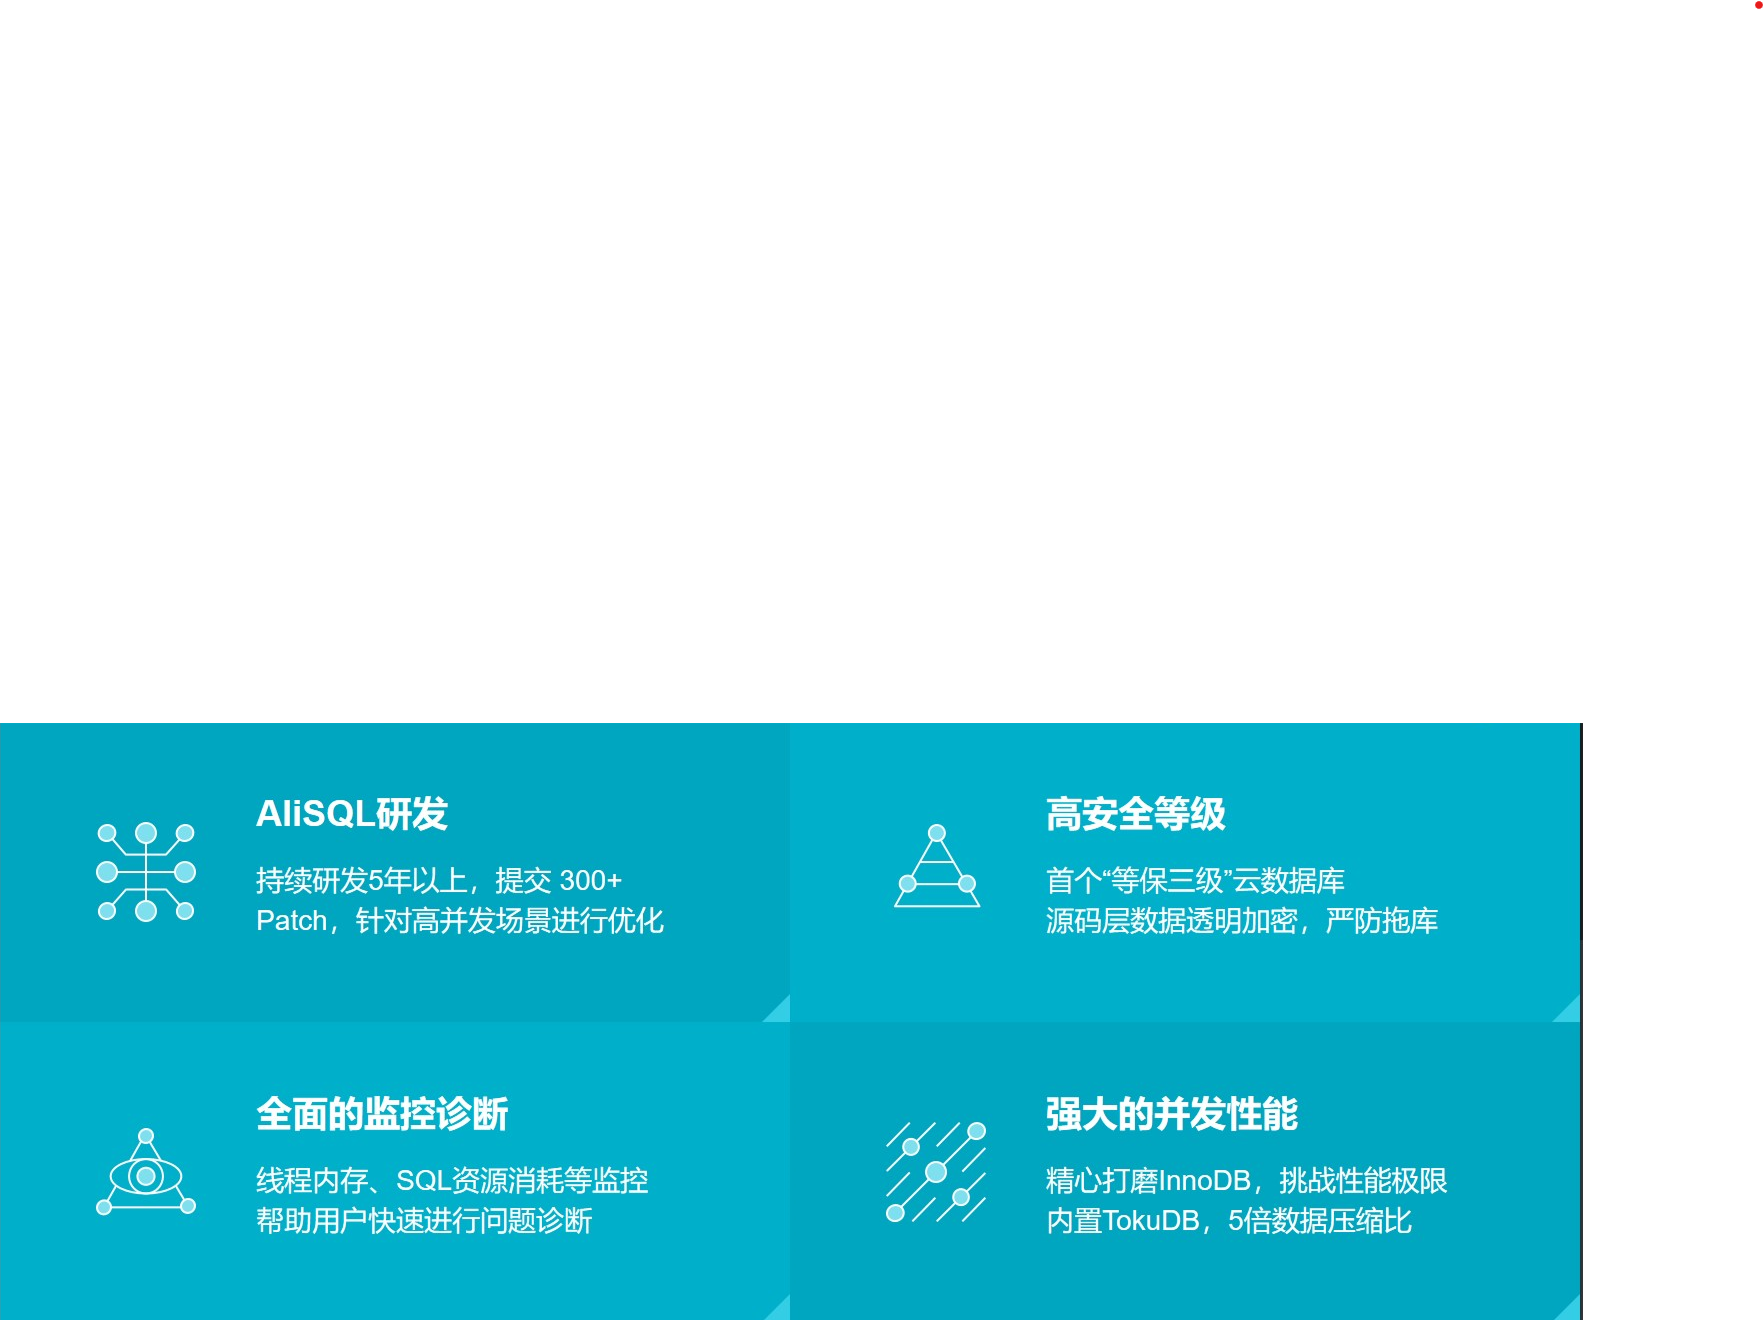 AliSQL研发
持续研发5年以上，提交 300+
Patch，针对高并发场景进行优化
高安全等级
首个“等保三级”云数据库
源码层数据透明加密，严防拖库
全面的监控诊断
线程内存、SQL资源消耗等监控
帮助用户快速进行问题诊断
强大的并发性能
精心打磨InnoDB，挑战性能极限
内置TokuDB，5倍数据压缩比